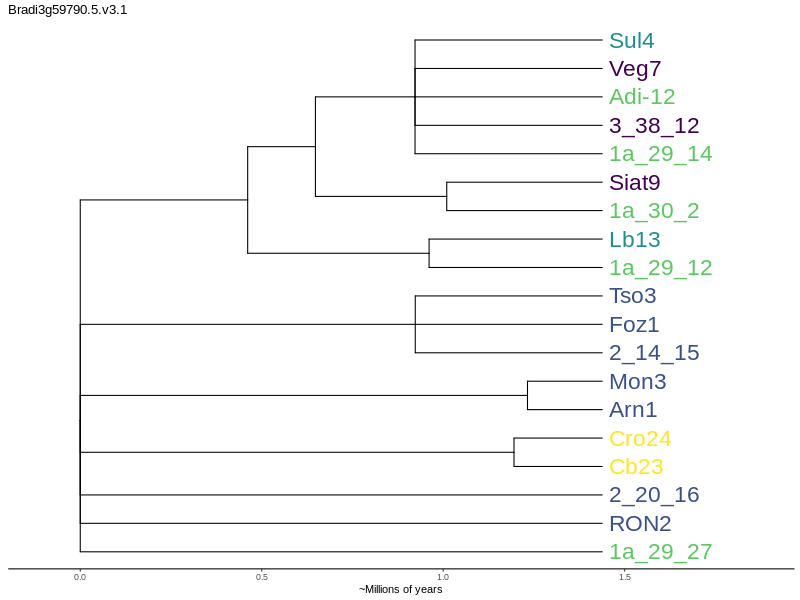 Bradi3g59790.5.v3.1
Sul4
Veg7
Adi-12
3_38_12
1a_29_14
Siat9
1a_30_2
Lb13
1a_29_12
Tso3
Foz1
2_14_15
Mon3
Arn1
Cro24
Cb23
2_20_16
RON2
1a_29_27
0.0 0.5 1.0 1.5
~Millions of years